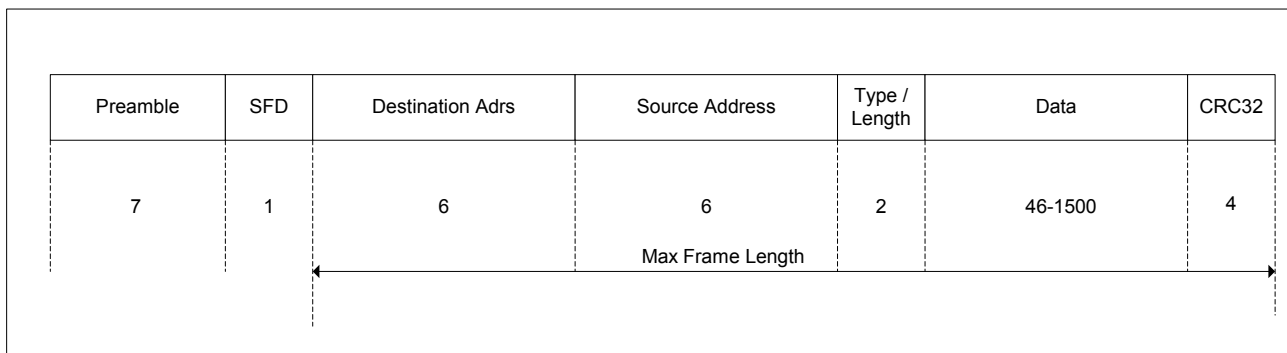 Preamble SFD Destination Adrs Source Address Type / Length Data CRC32
7 1 6 6 2 46-1500 4
Max Frame Length